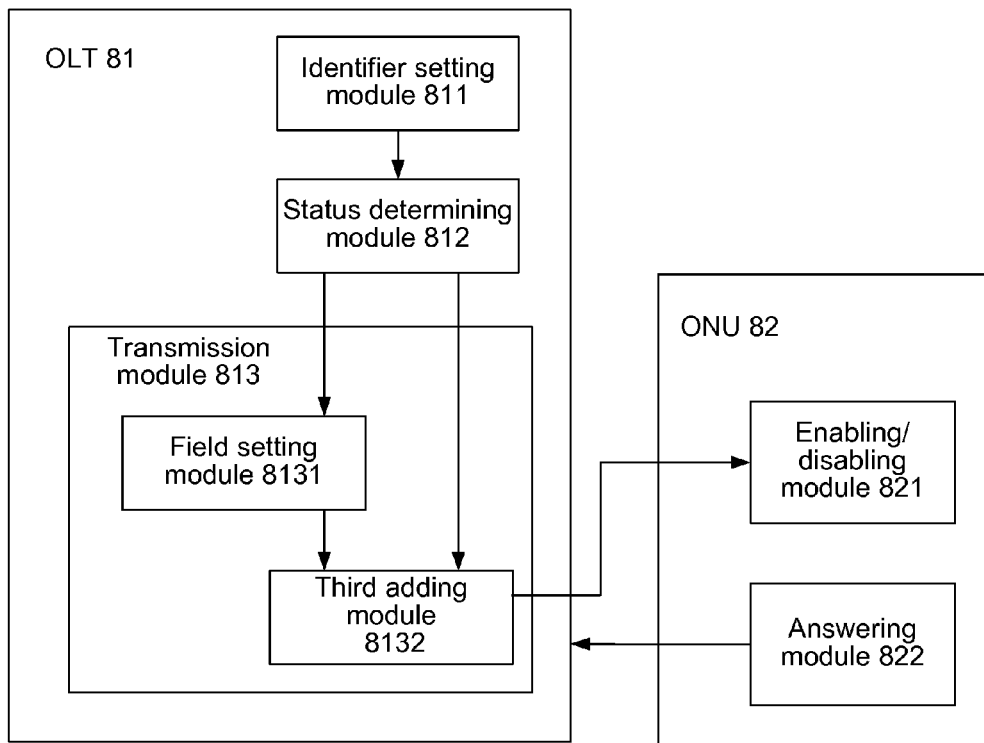 OLT 81
Identifier setting
module 811
Status determining
module 812
Transmission
module 813
Field setting
module 8131
Third adding
module
8132
ONU 82
Enabling/
disabling
module 821
Answering
module 822